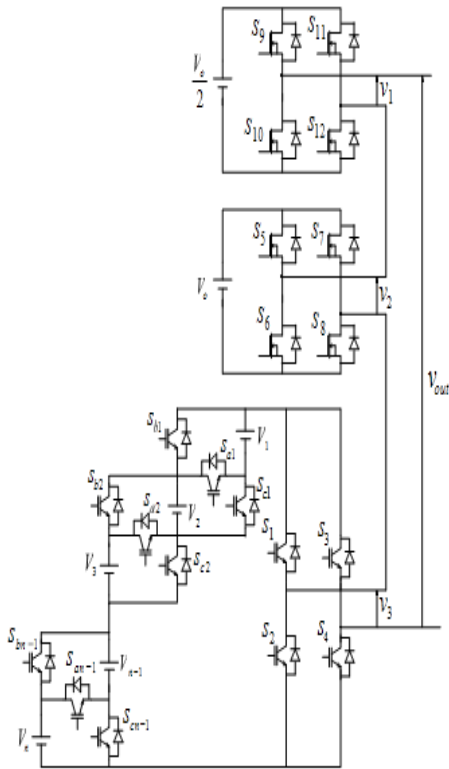 S9 S11
Vo/2
v1
S10 S12
S5 S7
Vo
v2
S6 S8
vout
Sb1
V1
Sa1
Sb2 Sc1
Sa2 V2
S1 S3
V3 Sc2
v3
S2 S4
Sbn-1 San-1 Vn-1
Vn Scn-1